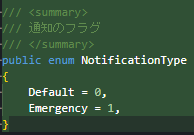 /// <summary>
/// 通知のフラグ
/// </summary>
public enum NotificationType
{
    Default = 0,
    Emergency = 1,
}